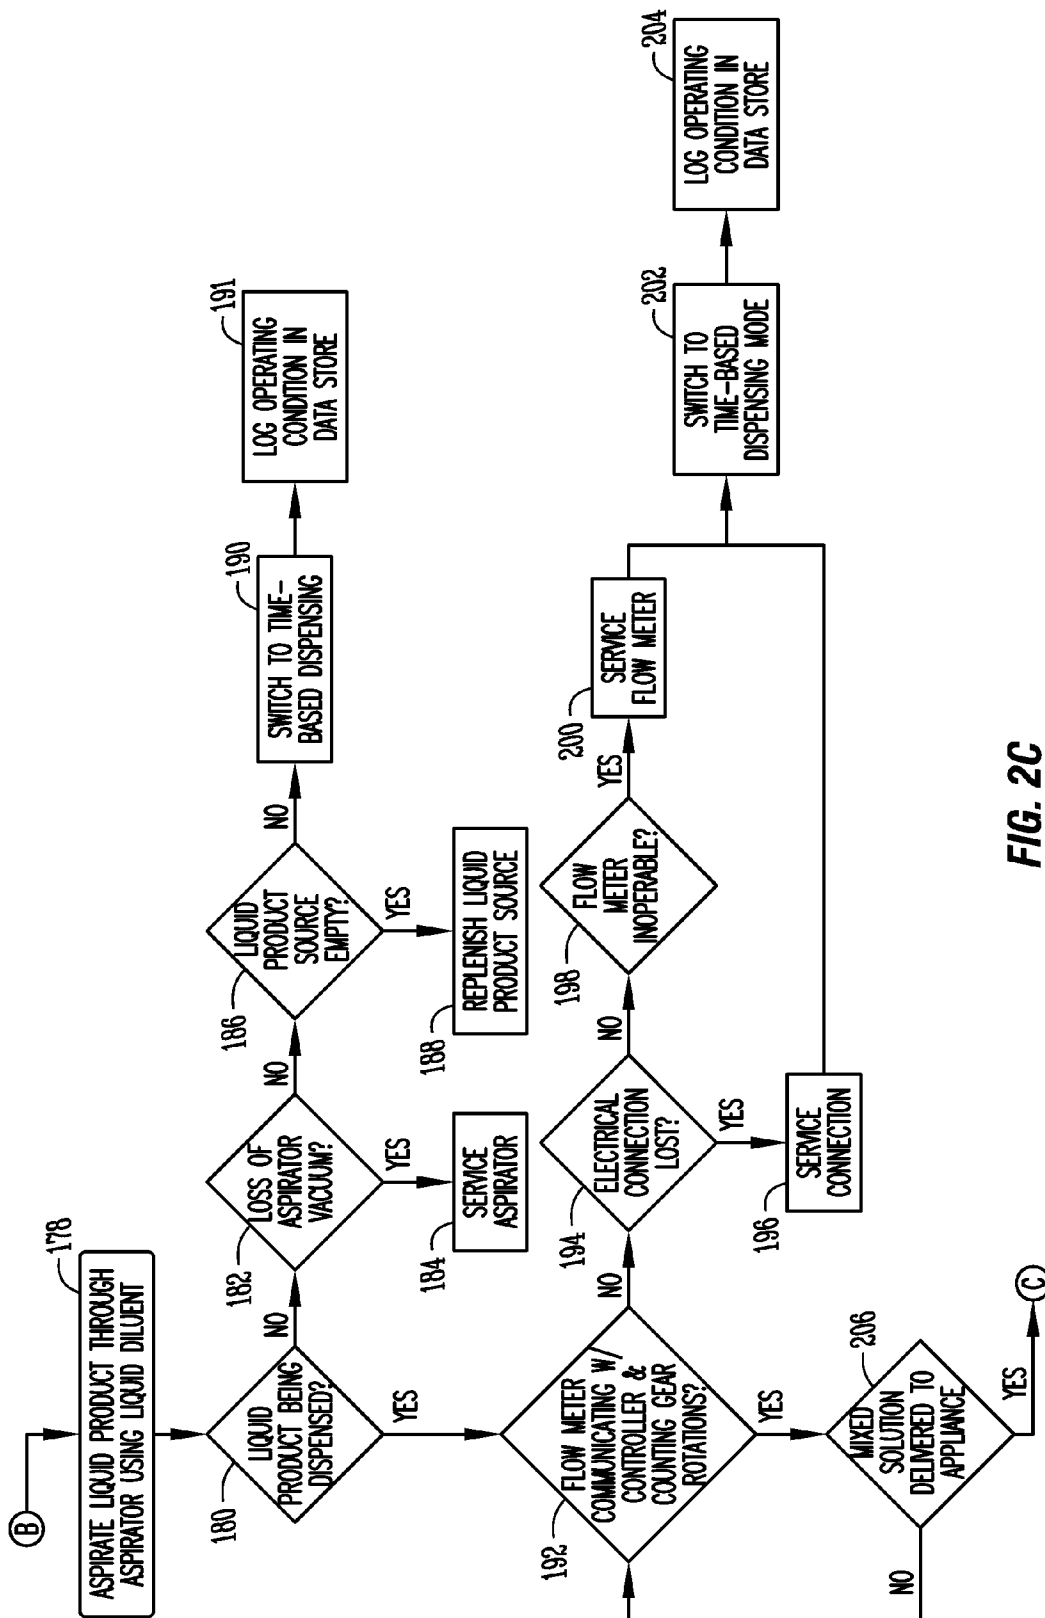 B
178
ASPIRATE LIQUID PRODUCT THROUGH
ASPIRATOR USING LIQUID DILUENT
180
LIQUID
PRODUCT BEING
DISPENSED?
NO
YES
182
LOSS OF
ASPIRATOR
VACUUM?
NO
YES
184
SERVICE
ASPIRATOR
186
LIQUID
PRODUCT
SOURCE
EMPTY?
NO
YES
188
REPLENISH LIQUID
PRODUCT SOURCE
190
SWITCH TO TIME-
BASED DISPENSING
191
LOG OPERATING
CONDITION IN
DATA STORE
192
FLOW METER
COMMUNICATING W/
CONTROLLER &
COUNTING GEAR
ROTATIONS?
NO
YES
194
ELECTRICAL
CONNECTION
LOST?
NO
YES
196
SERVICE
CONNECTION
198
FLOW
METER
INOPERABLE?
YES
200
SERVICE
FLOW METER
202
SWITCH TO
TIME-BASED
DISPENSING MODE
204
LOG OPERATING
CONDITION IN
DATA STORE
206
MIXED
SOLUTION
DELIVERED TO
APPLIANCE
NO
YES
C
FIG. 2C